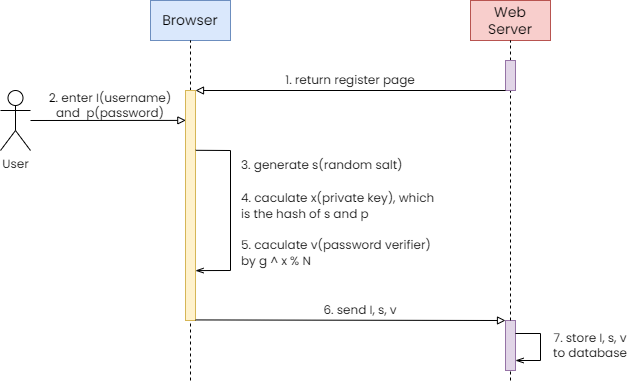 Browser
Web
Server
1. return register page
2. enter I(username)
and p(password)
User
3. generate s(random salt)
4. caculate x(private key), which
is the hash of s and p
5. caculate v(password verifier)
by g ^ x % N
6. send I, s, v
7. store I, s, v
to database